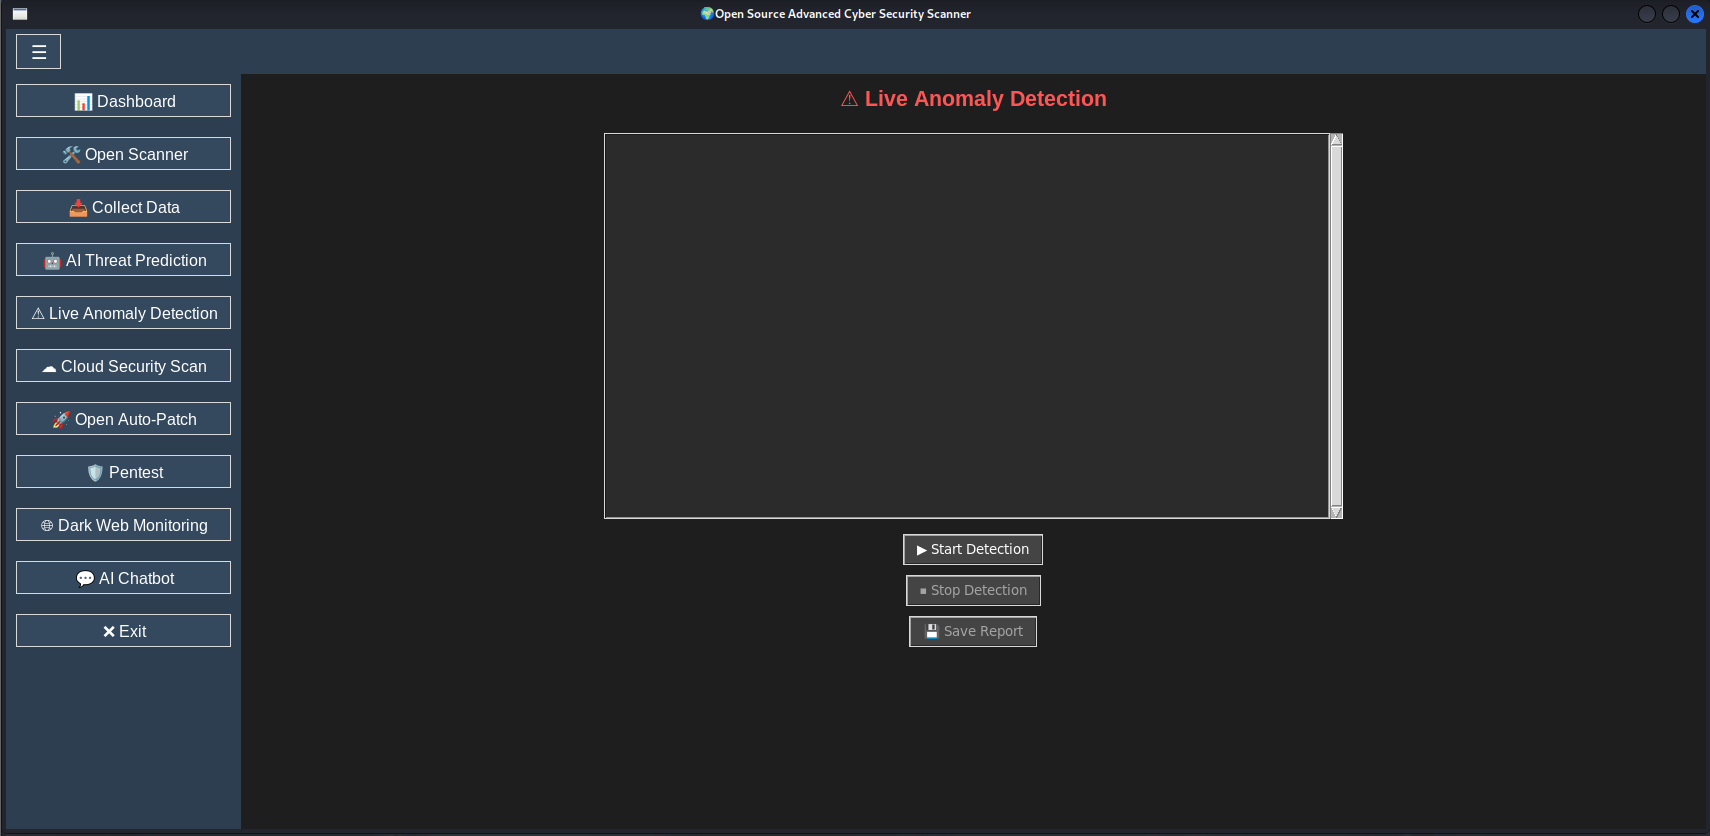 🌍Open Source Advanced Cyber Security Scanner
☰
📊 Dashboard
🛠️ Open Scanner
📥 Collect Data
🤖 AI Threat Prediction
⚠ Live Anomaly Detection
☁ Cloud Security Scan
🚀 Open Auto-Patch
🛡️ Pentest
🌐 Dark Web Monitoring
💬 AI Chatbot
❌ Exit
⚠ Live Anomaly Detection
▶ Start Detection
⏹ Stop Detection
💾 Save Report